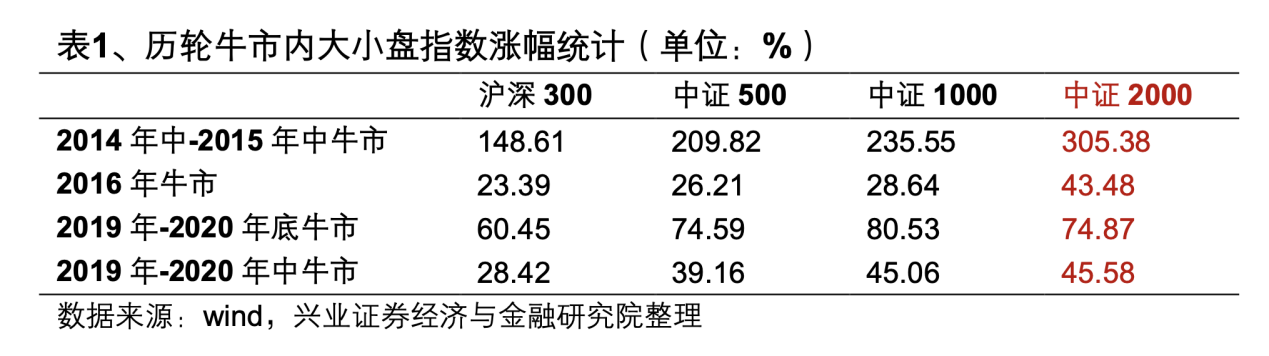 表1、历轮牛市内大小盘指数涨幅统计（单位：%）
沪深 300 中证 500 中证 1000 中证 2000
2014 年中-2015 年中牛市 148.61 209.82 235.55 305.38
2016 年牛市 23.39 26.21 28.64 43.48
2019 年-2020 年底牛市 60.45 74.59 80.53 74.87
2019 年-2020 年中牛市 28.42 39.16 45.06 45.58
数据来源：wind，兴业证券经济与金融研究院整理